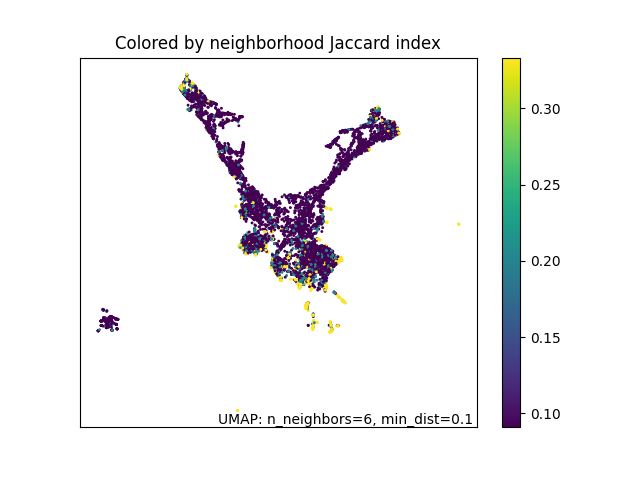 Colored by neighborhood Jaccard index
0.30
0.25
0.20
0.15
0.10
UMAP: n_neighbors=6, min_dist=0.1